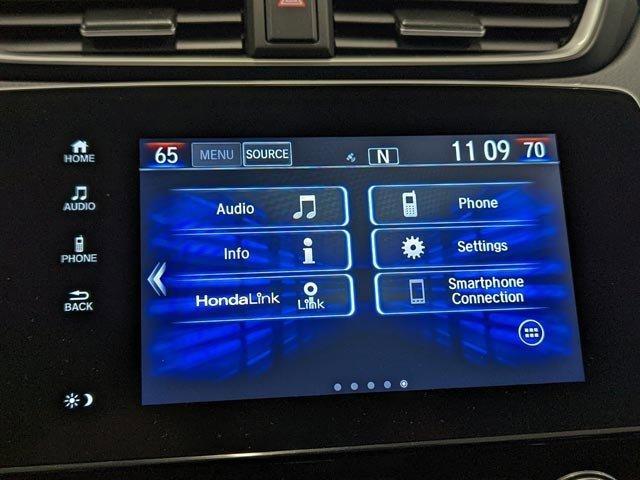 HOME
AUDIO
PHONE
BACK
65 MENU SOURCE N 11 09 70
Audio
Phone
Info
Settings
HondaLink Link
Smartphone
Connection